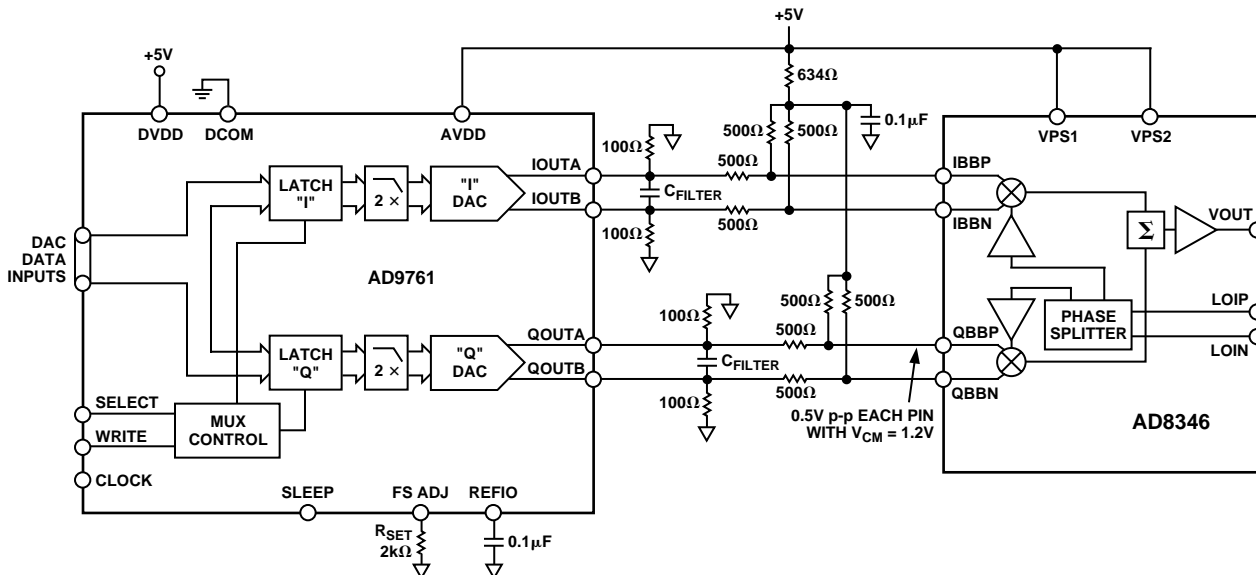 +5V
+5V
634Ω
DVDD
DCOM
AVDD
500Ω
500Ω
0.1µF
VPS1
VPS2
100Ω
IOUTA
500Ω
IBBP
LATCH
"I"
2 ×
"I"
DAC
CFILTER
IOUTB
500Ω
IBBN
100Ω
Σ
VOUT
DAC
DATA
INPUTS
AD9761
500Ω
500Ω
PHASE
SPLITTER
LOIP
LOIN
100Ω
QOUTA
500Ω
QBBP
LATCH
"Q"
2 ×
"Q"
DAC
CFILTER
QOUTB
500Ω
QBBN
100Ω
0.5V p-p EACH PIN
WITH VCM = 1.2V
AD8346
SELECT
MUX
CONTROL
WRITE
CLOCK
SLEEP
FS ADJ
REFIO
RSET
2kΩ
0.1µF